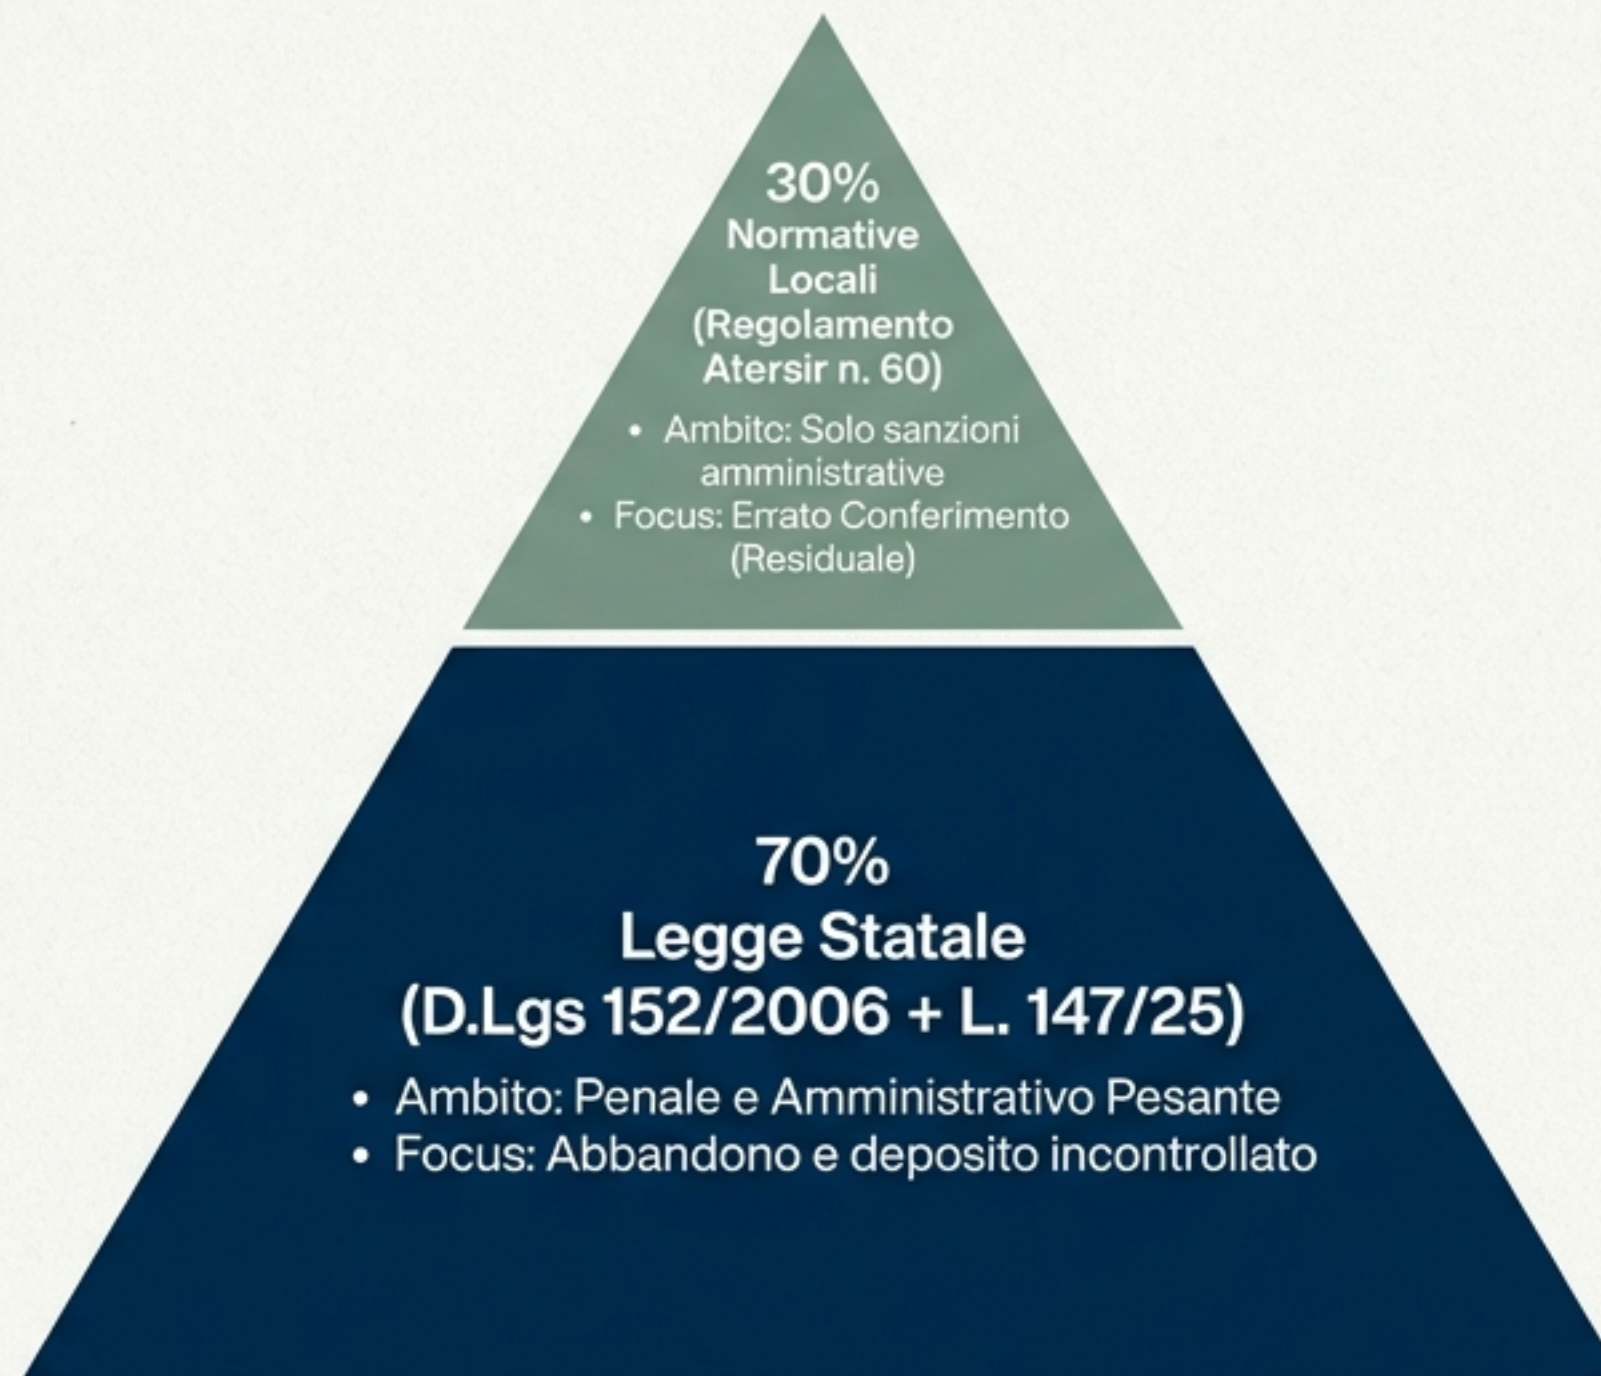 30%
Normative
Locali
(Regolamento
Atersir n. 60)
• Ambito: Solo sanzioni
amministrative
• Focus: Errato Conferimento
(Residuale)
70%
Legge Statale
(D.Lgs 152/2006 + L. 147/25)
• Ambito: Penale e Amministrativo Pesante
• Focus: Abbandono e deposito incontrollato